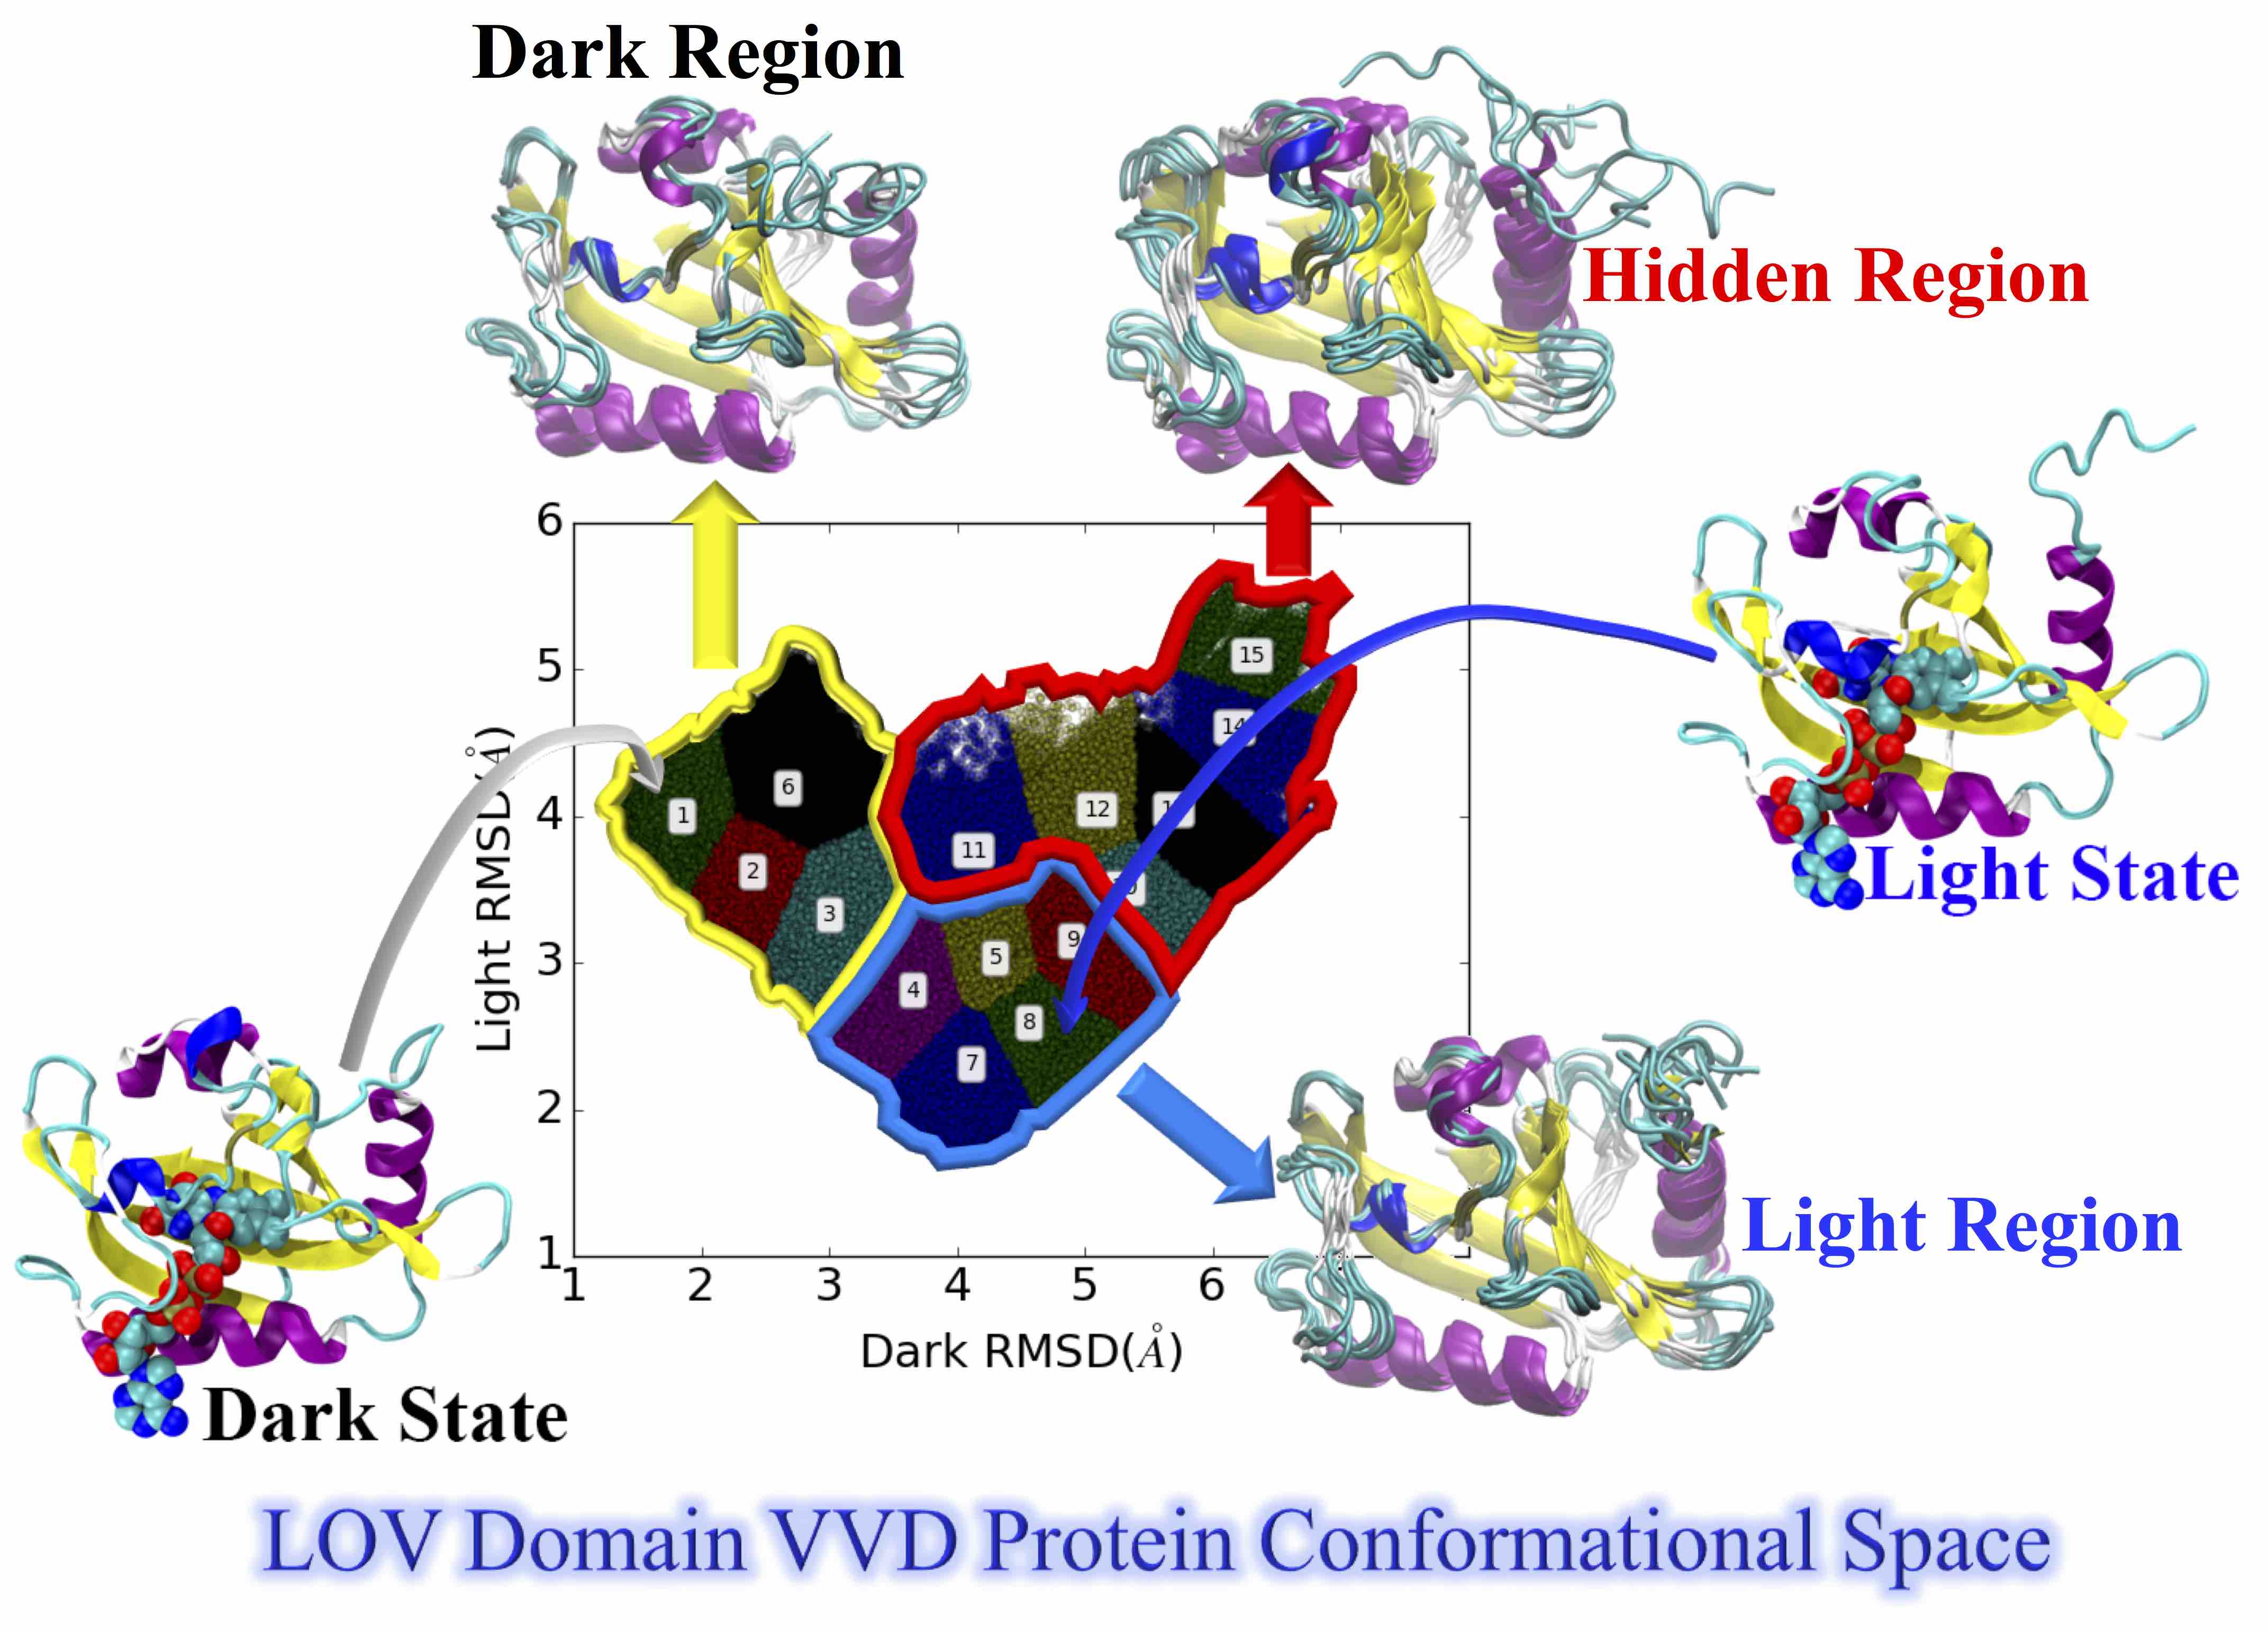 Dark Region
Hidden Region
6
5
4
3
2
1
Light RMSD(Å)
15
14
6
1
12
11
2
3
9
5
4
8
7
Light State
Light Region
1 2 3 4 5 6
Dark RMSD(Å)
Dark State
LOV Domain VVD Protein Conformational Space